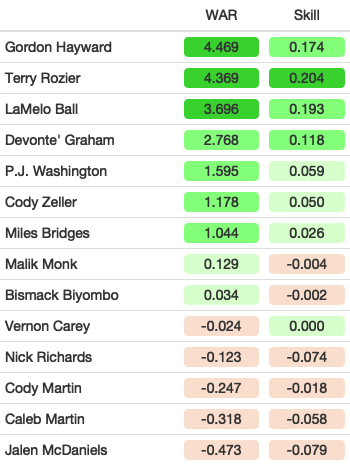 WAR Skill
Gordon Hayward 4.469 0.174
Terry Rozier 4.369 0.204
LaMelo Ball 3.696 0.193
Devonte' Graham 2.768 0.118
P.J. Washington 1.595 0.059
Cody Zeller 1.178 0.050
Miles Bridges 1.044 0.026
Malik Monk 0.129 -0.004
Bismack Biyombo 0.034 -0.002
Vernon Carey -0.024 0.000
Nick Richards -0.123 -0.074
Cody Martin -0.247 -0.018
Caleb Martin -0.318 -0.058
Jalen McDaniels -0.473 -0.079